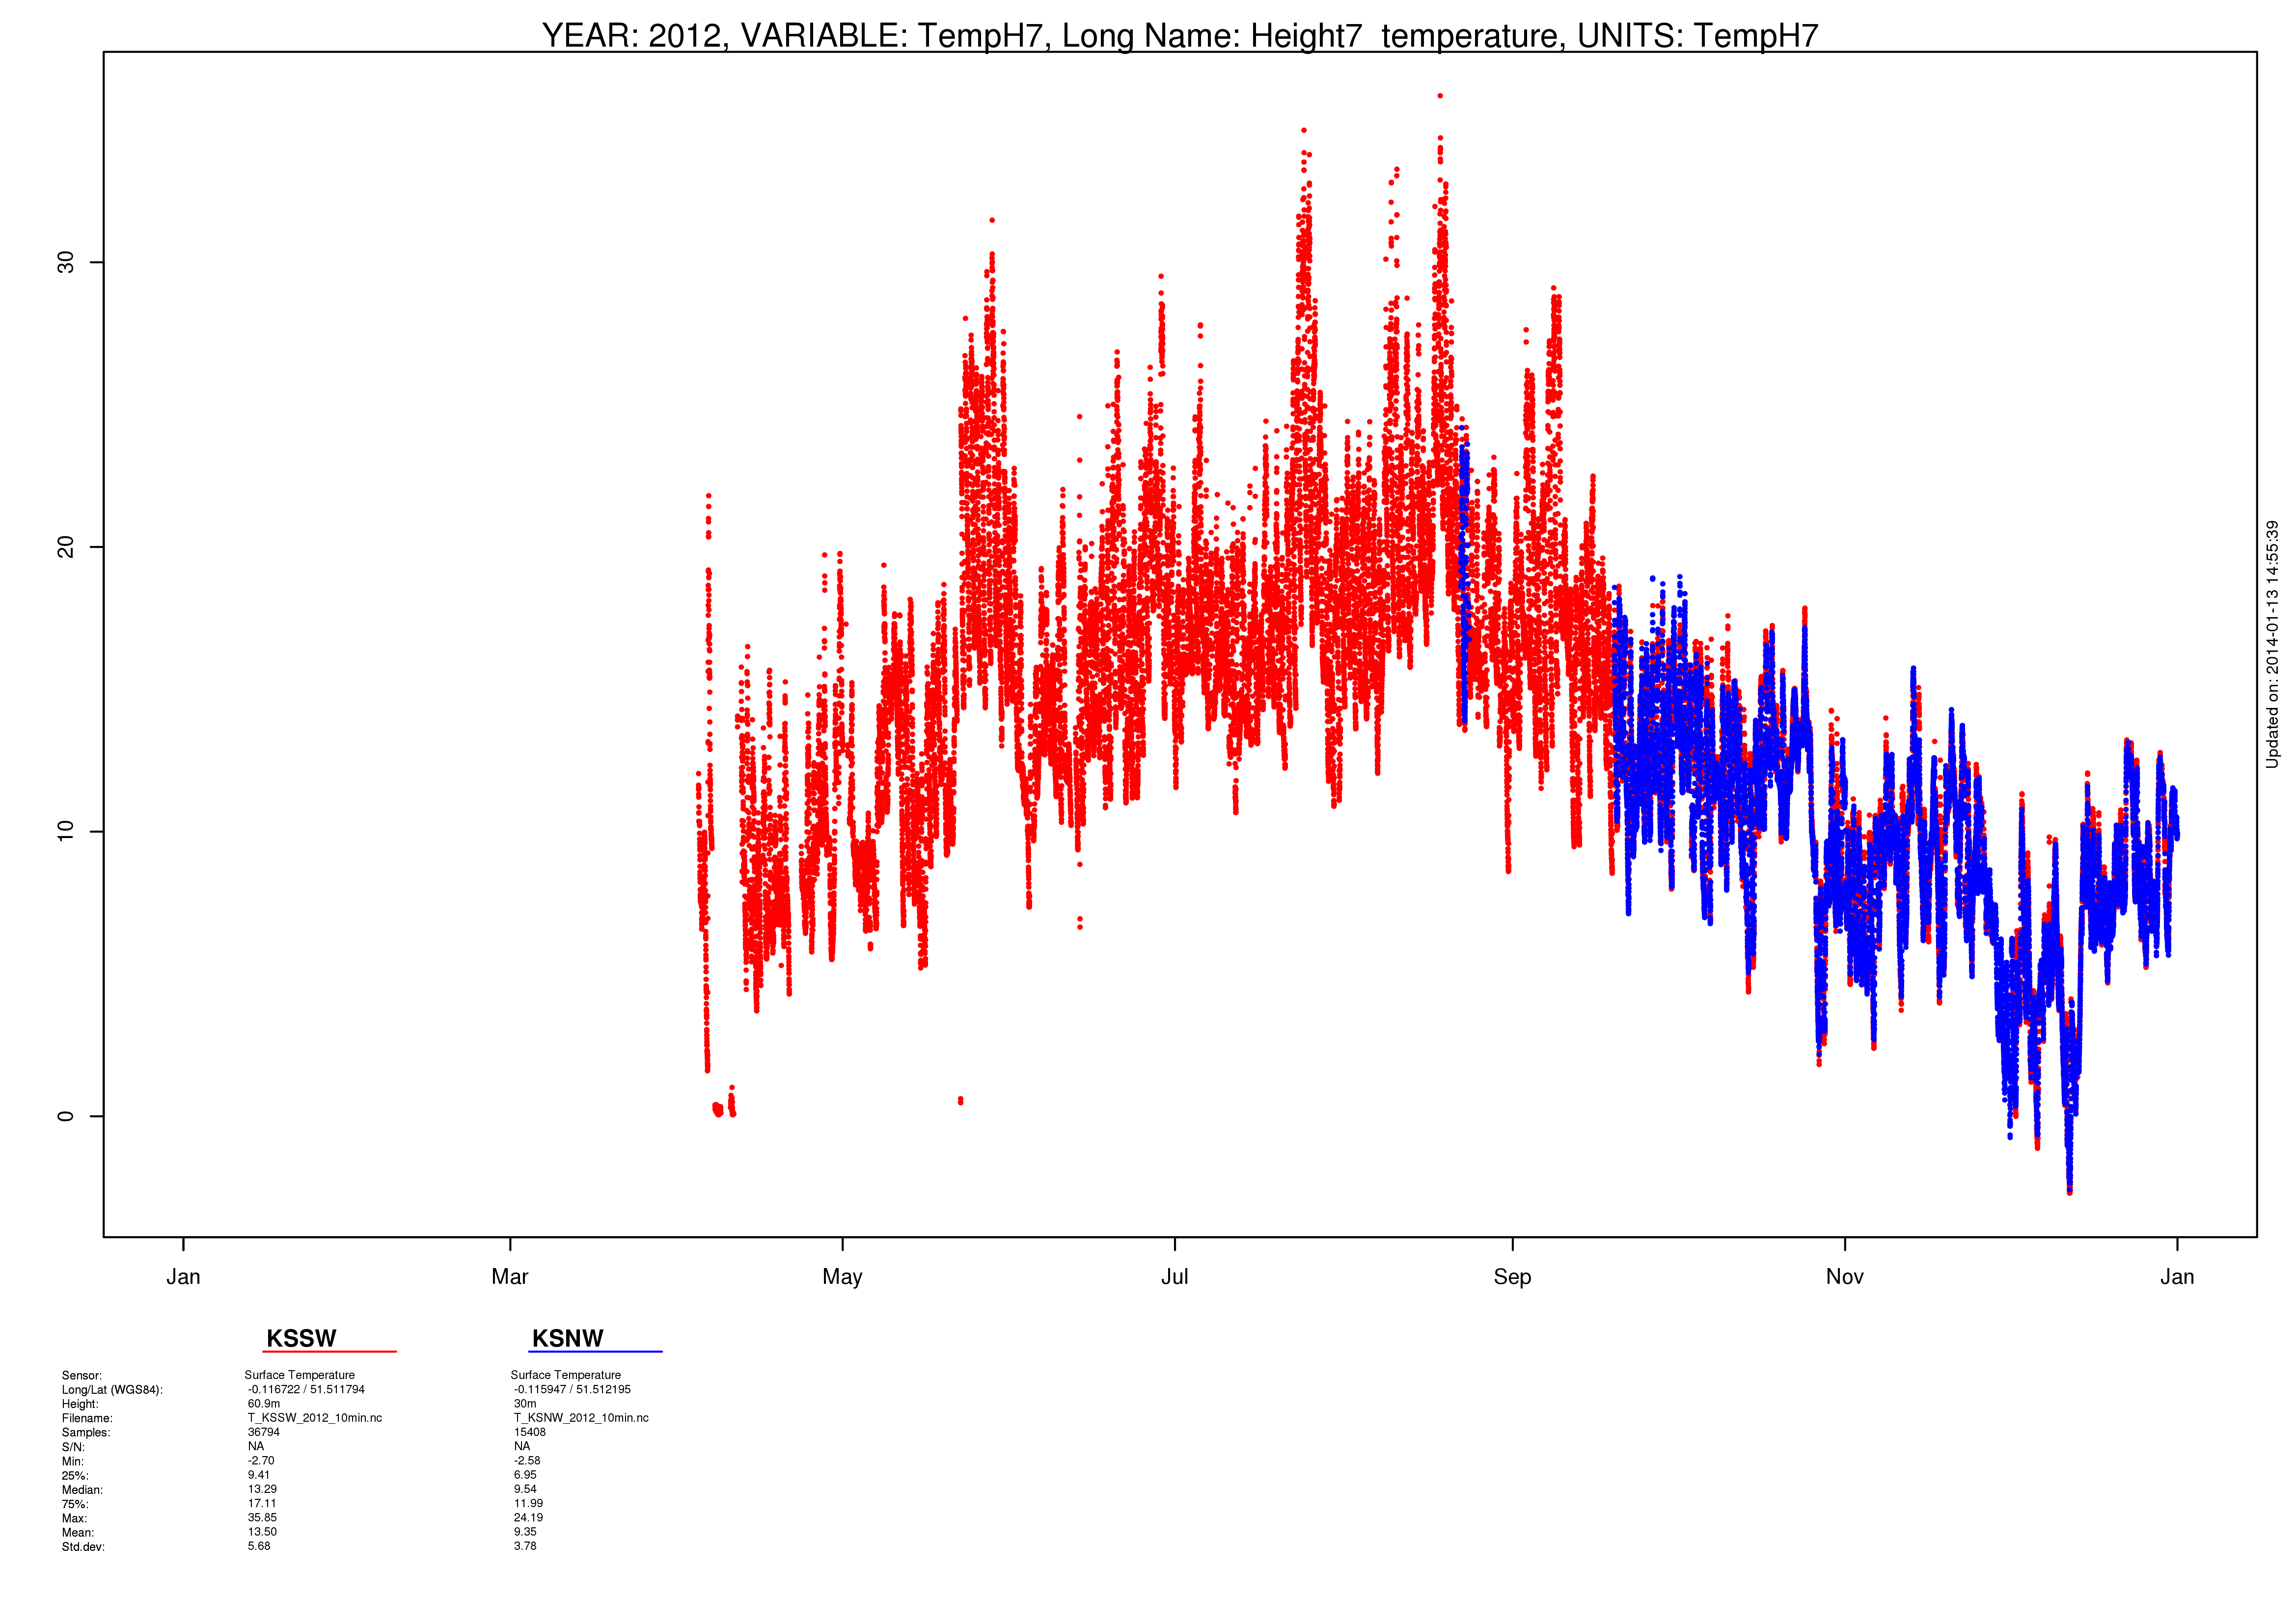 YEAR: 2012, VARIABLE: TempH7, Long Name: Height7  temperature, UNITS: TempH7
30
20
10
0
Jan Mar May Jul Sep Nov Jan
Updated on: 2014-01-13 14:55:39
KSSW KSNW
Sensor: Surface Temperature Surface Temperature
Long/Lat (WGS84): -0.116722 / 51.511794 -0.115947 / 51.512195
Height: 60.9m 30m
Filename: T_KSSW_2012_10min.nc T_KSNW_2012_10min.nc
Samples: 36794 15408
S/N: NA NA
Min: -2.70 -2.58
25%: 9.41 6.95
Median: 13.29 9.54
75%: 17.11 11.99
Max: 35.85 24.19
Mean: 13.50 9.35
Std.dev: 5.68 3.78